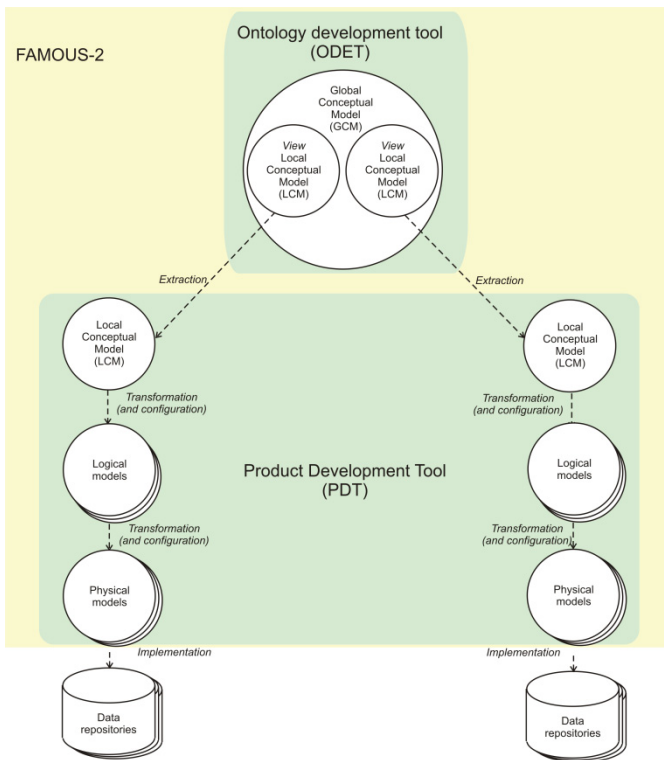 Ontology development tool
(ODET)
FAMOUS-2
Global
Conceptual
Model
(GCM)
View
Local
Conceptual
Model
(LCM)
View
Local
Conceptual
Model
(LCM)
Extraction
Extraction
Local
Conceptual
Model
(LCM)
Local
Conceptual
Model
(LCM)
Transformation
(and configuration)
Transformation
(and configuration)
Logical
models
Product Development Tool
(PDT)
Logical
models
Transformation
(and configuration)
Transformation
(and configuration)
Physical
models
Physical
models
Implementation
Implementation
Data
repositories
Data
repositories